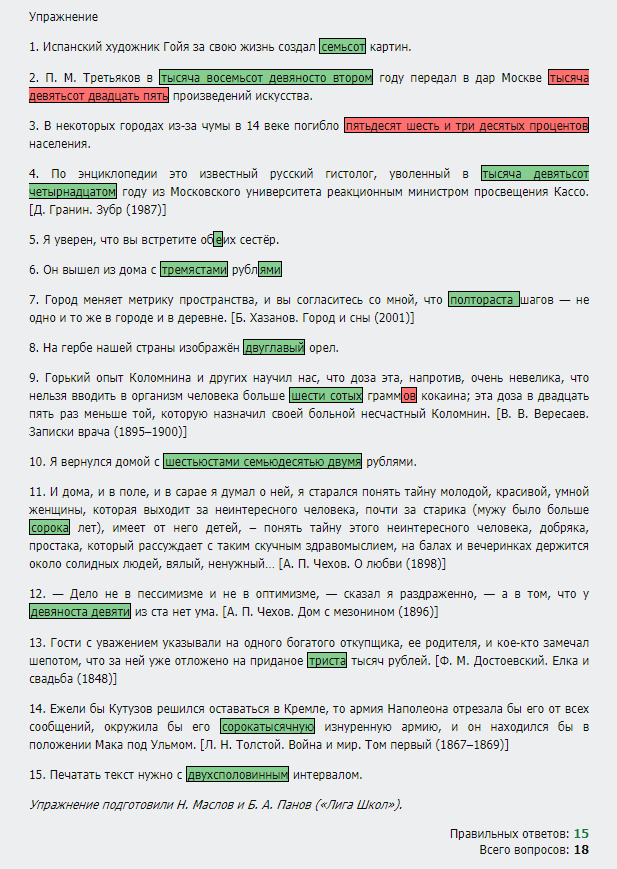 Упражнение
1. Испанский художник Гойя за свою жизнь создал семьсот картин.
2. П. М. Третьяков в тысяча восемьсот девяносто втором году передал в дар Москве тысяча
девятьсот двадцать пять произведений искусства.
3. В некоторых городах из-за чумы в 14 веке погибло пятьдесят шесть и три десятых процентов
населения.
4. По энциклопедии это известный русский гистолог, уволенный в тысяча девятьсот
четырнадцатом году из Московского университета реакционным министром просвещения Кассо.
[Д. Гранин. Зубр (1987)]
5. Я уверен, что вы встретите обеих сестёр.
6. Он вышел из дома с тремястами рублями
7. Город меняет метрику пространства, и вы согласитесь со мной, что полтораста шагов — не
одно и то же в городе и в деревне. [Б. Хазанов. Город и сны (2001)]
8. На гербе нашей страны изображён двуглавый орел.
9. Горький опыт Коломнина и других научил нас, что доза эта, напротив, очень невелика, что
нельзя вводить в организм человека больше шести сотых граммов кокаина; эта доза в двадцать
пять раз меньше той, которую назначил своей больной несчастный Коломнин. [В. В. Вересаев.
Записки врача (1895–1900)]
10. Я вернулся домой с шестьюстами семьюдесятью двумя рублями.
11. И дома, и в поле, и в сарае я думал о ней, я старался понять тайну молодой, красивой, умной
женщины, которая выходит за неинтересного человека, почти за старика (мужу было больше
сорока лет), имеет от него детей, – понять тайну этого неинтересного человека, добряка,
простака, который рассуждает с таким скучным здравомыслием, на балах и вечеринках держится
около солидных людей, вялый, ненужный... [А. П. Чехов. О любви (1898)]
12. — Дело не в пессимизме и не в оптимизме, — сказал я раздраженно, — а в том, что у
девяноста девяти из ста нет ума. [А. П. Чехов. Дом с мезонином (1896)]
13. Гости с уважением указывали на одного богатого откупщика, ее родителя, и кое-кто замечал
шепотом, что за ней уже отложено на приданое триста тысяч рублей. [Ф. М. Достоевский. Елка и
свадьба (1848)]
14. Ежели бы Кутузов решился оставаться в Кремле, то армия Наполеона отрезала бы его от всех
сообщений, окружила бы его сорокатысячную изнуренную армию, и он находился бы в
положении Мака под Ульмом. [Л. Н. Толстой. Война и мир. Том первый (1867–1869)]
15. Печатать текст нужно с двухсполовинным интервалом.
Упражнение подготовили Н. Маслов и Б. А. Панов («Лига Школ»).
Правильных ответов: 15
Всего вопросов: 18